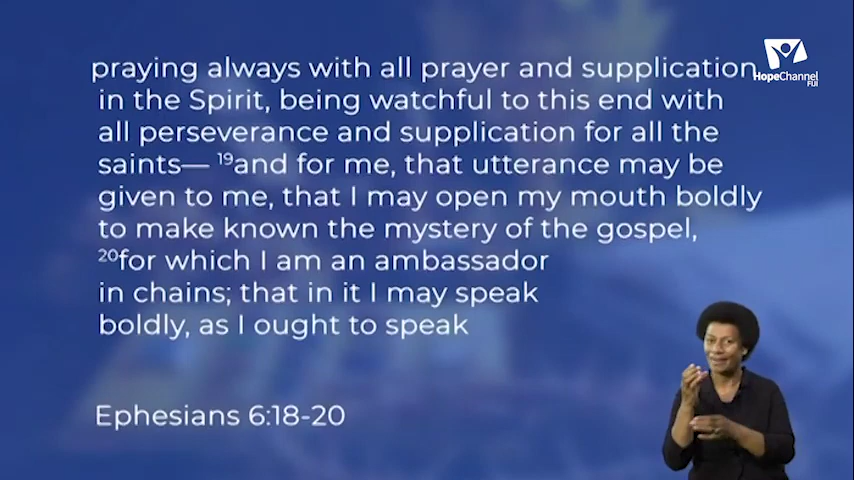 praying always with all prayer and supplication
in the Spirit, being watchful to this end with
all perseverance and supplication for all the
saints— ¹⁹and for me, that utterance may be
given to me, that I may open my mouth boldly
to make known the mystery of the gospel,
²⁰for which I am an ambassador
in chains; that in it I may speak
boldly, as I ought to speak
Ephesians 6:18-20
HopeChannel
FIJI